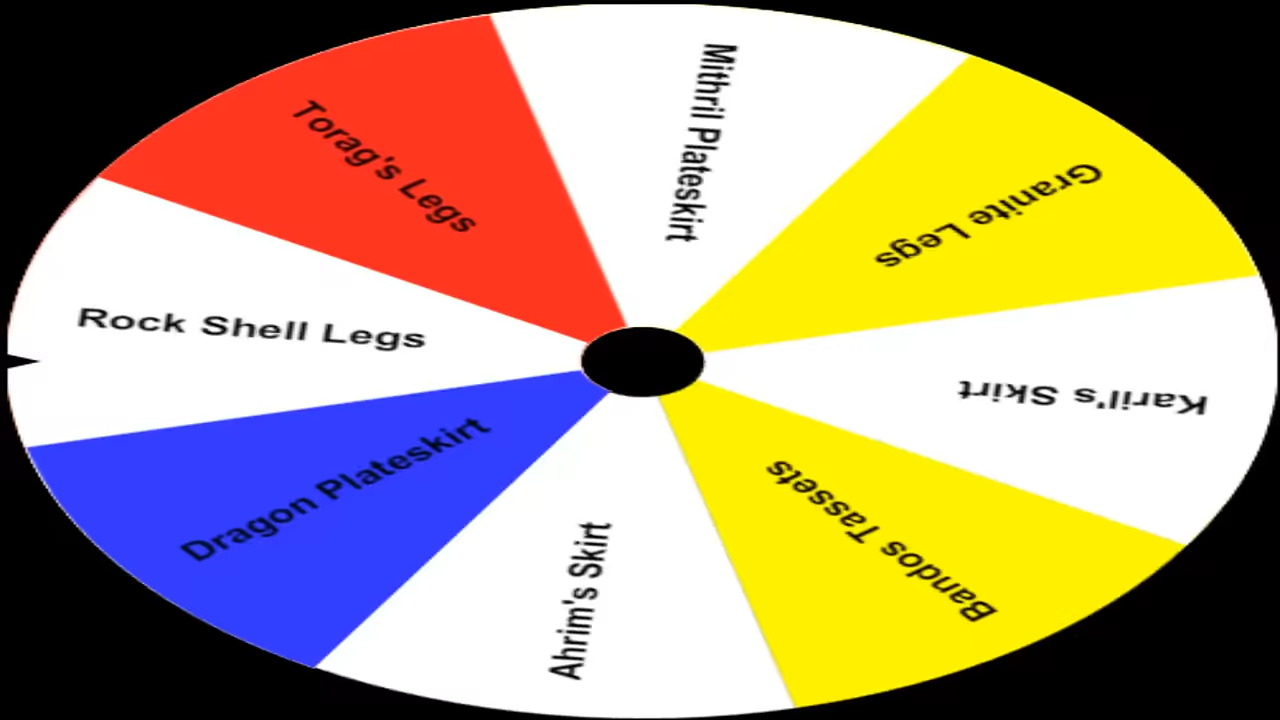 Mithril Plateskirt
Granite Legs
Karil's Skirt
Bandos Tassets
Ahrim's Skirt
Dragon Plateskirt
Rock Shell Legs
Torag's Legs